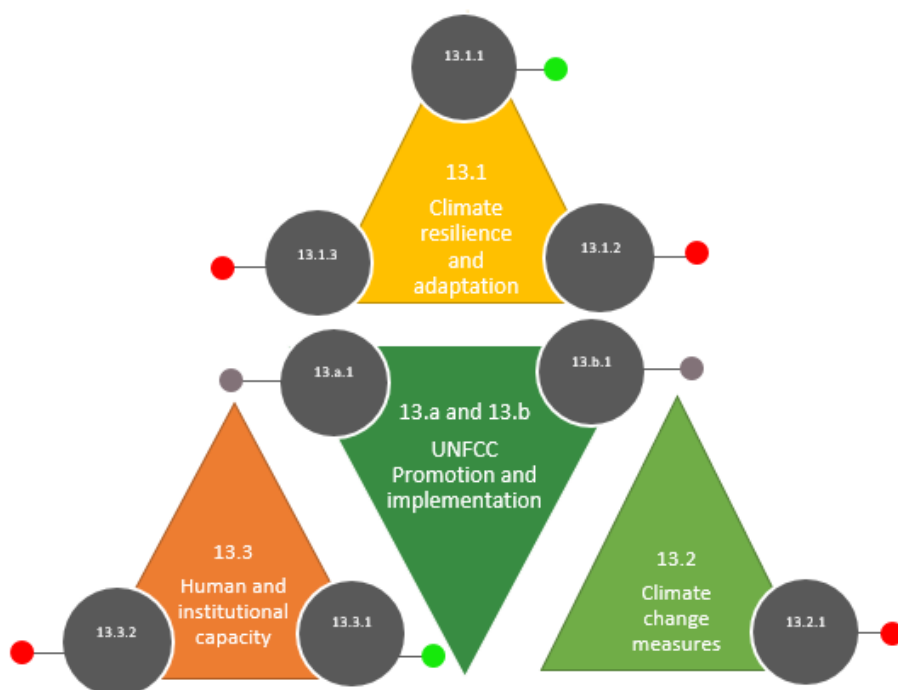 13.1.1
13.1
Climate
resilience
and
adaptation
13.1.3
13.1.2
13.a.1
13.b.1
13.a and 13.b
UNFCC
Promotion and
implementation
13.3
Human and
institutional
capacity
13.3.2
13.3.1
13.2
Climate
change
measures
13.2.1